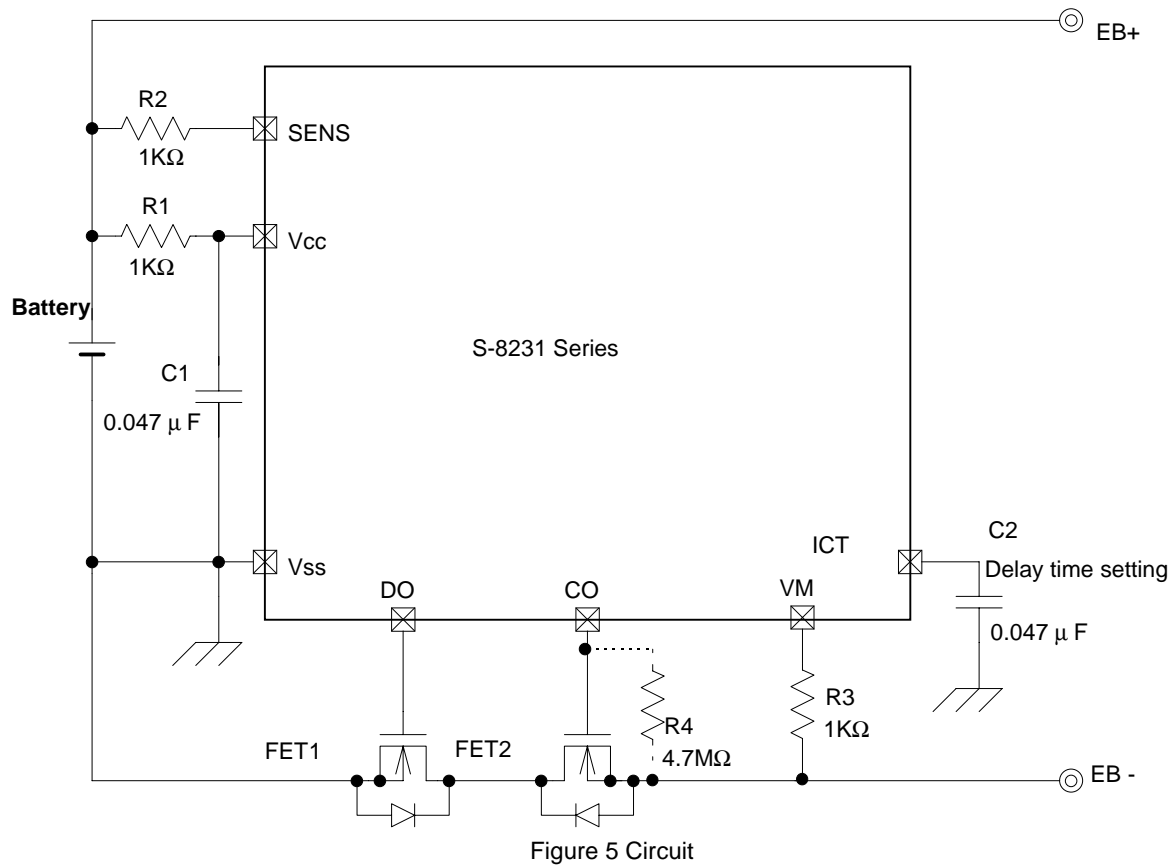 EB+
R2
SENS
1KΩ
R1
Vcc
1KΩ
Battery
S-8231 Series
C1
0.047 μ F
C2
ICT
Vss
Delay time setting
DO
CO
VM
0.047 μ F
R3
R4
1KΩ
FET1
FET2
4.7MΩ
EB -
Figure 5 Circuit